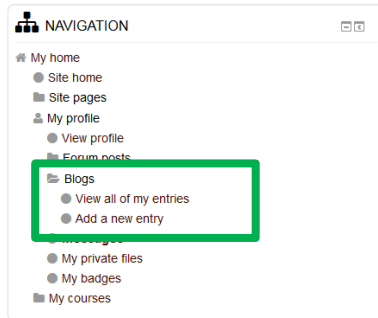 NAVIGATION
My home
Site home
Site pages
My profile
View profile
Forum posts
Blogs
View all of my entries
Add a new entry
Messages
My private files
My badges
My courses